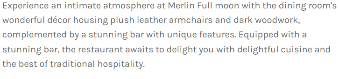 Experience an intimate atmosphere at Merlin Full moon with the dining room's
wonderful décor housing plush leather armchairs and dark woodwork,
complemented by a stunning bar with unique features. Equipped with a
stunning bar, the restaurant awaits to delight you with delightful cuisine and
the best of traditional hospitality.